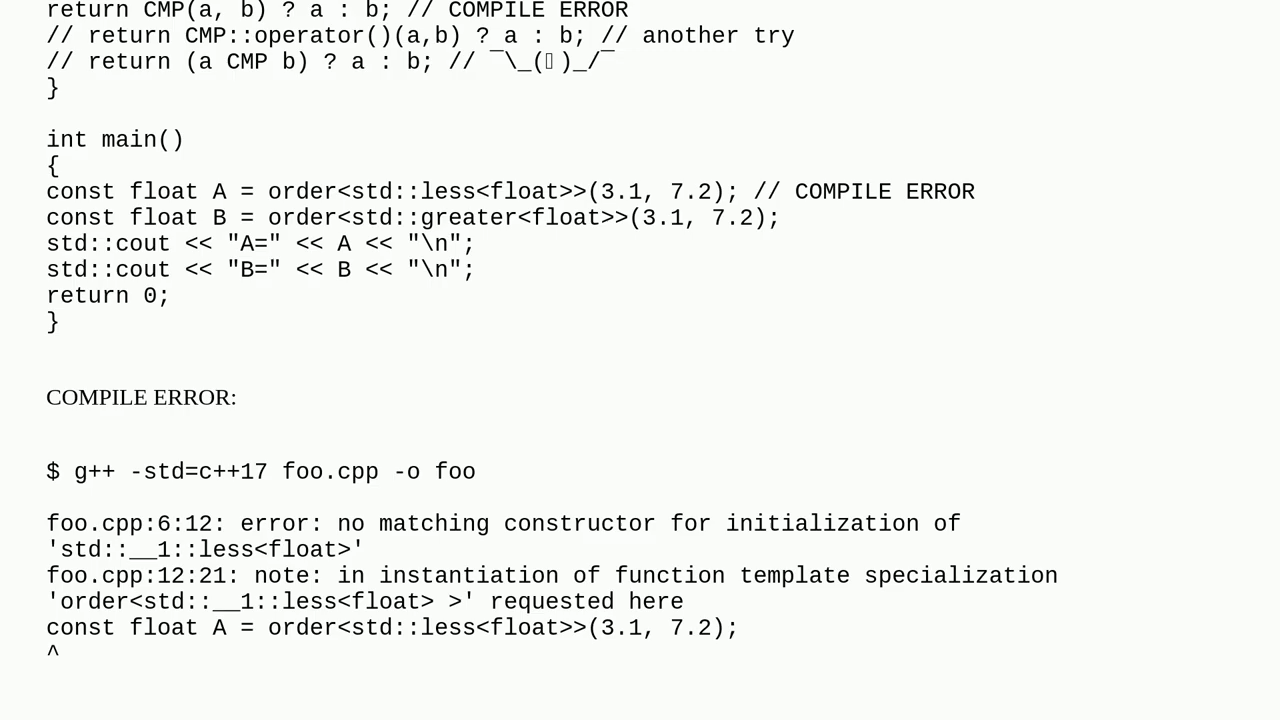 return CMP(a, b) ? a : b; // COMPILE ERROR
// return CMP::operator()(a,b) ? a : b; // another try
// return (a CMP b) ? a : b; // ¯\_(▯)_/¯
}
int main()
{
const float A = order<std::less<float>>(3.1, 7.2); // COMPILE ERROR
const float B = order<std::greater<float>>(3.1, 7.2);
std::cout << "A=" << A << "\n";
std::cout << "B=" << B << "\n";
return 0;
}
COMPILE ERROR:
$ g++ -std=c++17 foo.cpp -o foo
foo.cpp:6:12: error: no matching constructor for initialization of
'std::__1::less<float>'
foo.cpp:12:21: note: in instantiation of function template specialization
'order<std::__1::less<float> >' requested here
const float A = order<std::less<float>>(3.1, 7.2);
^